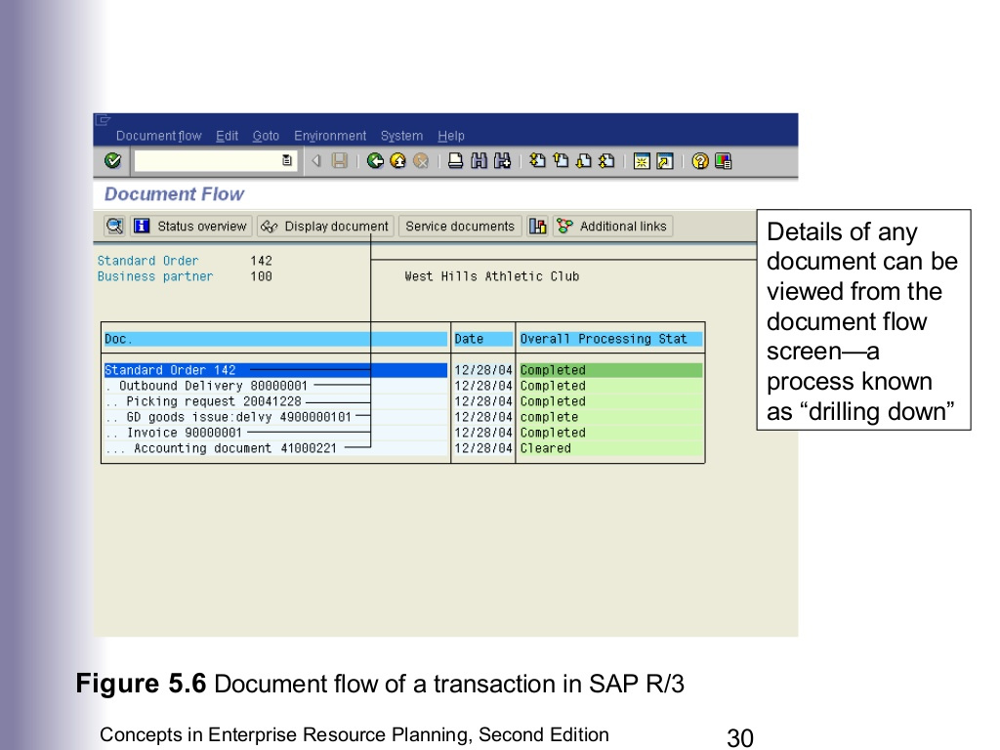 Document flow Edit Goto Environment System Help
Document Flow
Status overview Display document Service documents Additional links
Standard Order 142
Business partner 100 West Hills Athletic Club
Doc. Date Overall Processing Stat
Standard Order 142 12/28/04 Completed
. Outbound Delivery 80000001 12/28/04 Completed
.. Picking request 20041228 12/28/04 Completed
.. GD goods issue:delvy 4900000101 12/28/04 complete
.. Invoice 90000001 12/28/04 Completed
... Accounting document 41000221 12/28/04 Cleared
Details of any
document can be
viewed from the
document flow
screen—a
process known
as “drilling down”
Figure 5.6 Document flow of a transaction in SAP R/3
Concepts in Enterprise Resource Planning, Second Edition 30